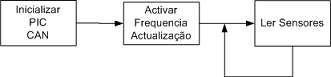 Inicializar
PIC
CAN
Activar
Frequencia
Actualização
Ler Sensores